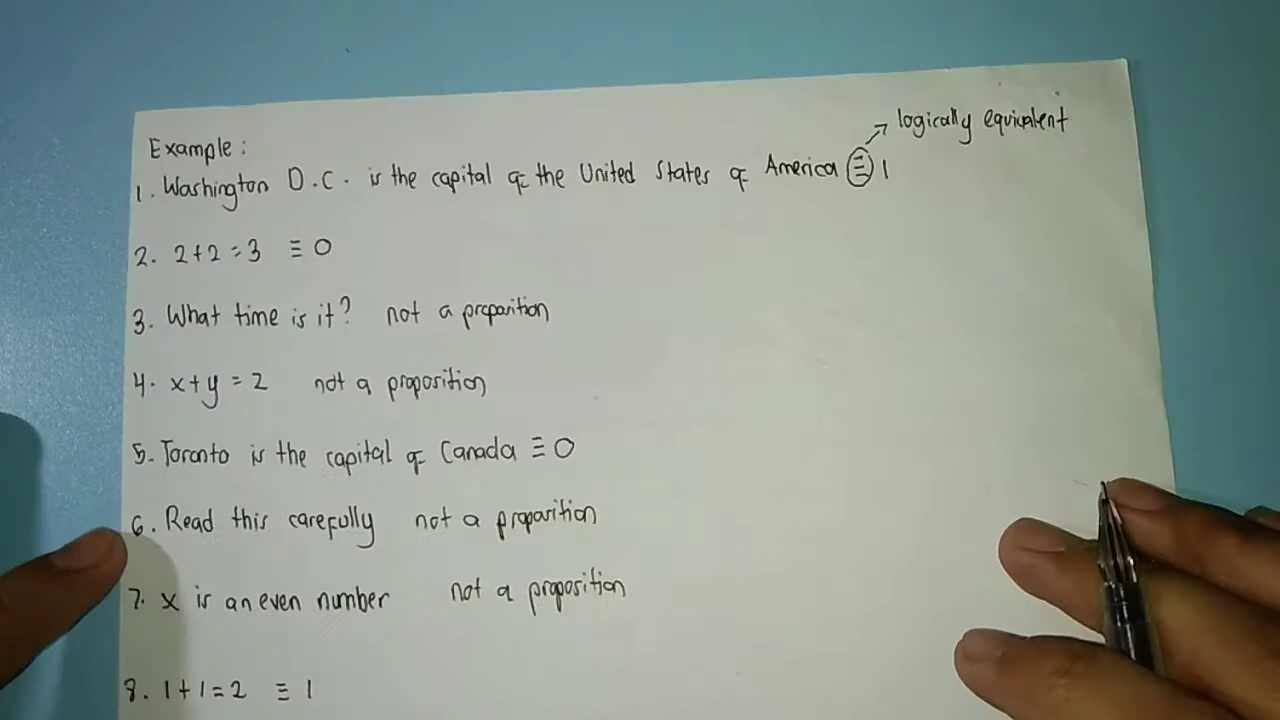 Example:
logically equivalent
1. Washington D.C. is the capital of the United States of America ≡ 1
2. 2+2=3 ≡ 0
3. What time is it? not a proposition
4. x+y=2 not a proposition
5. Toronto is the capital of Canada ≡ 0
6. Read this carefully not a proposition
7. x is an even number not a proposition
8. 1+1=2 ≡ 1